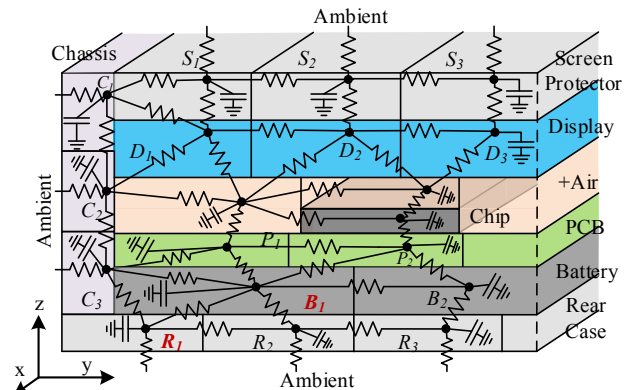 Ambient
Chassis
S1 S2 S3
Screen
Protector
C
Display
D1 D2 D3
+Air
Ambient
C2
Chip
PCB
P1 P2
Battery
C3 B1 B2
Rear
Case
R1 R2 R3
z
y
x
Ambient